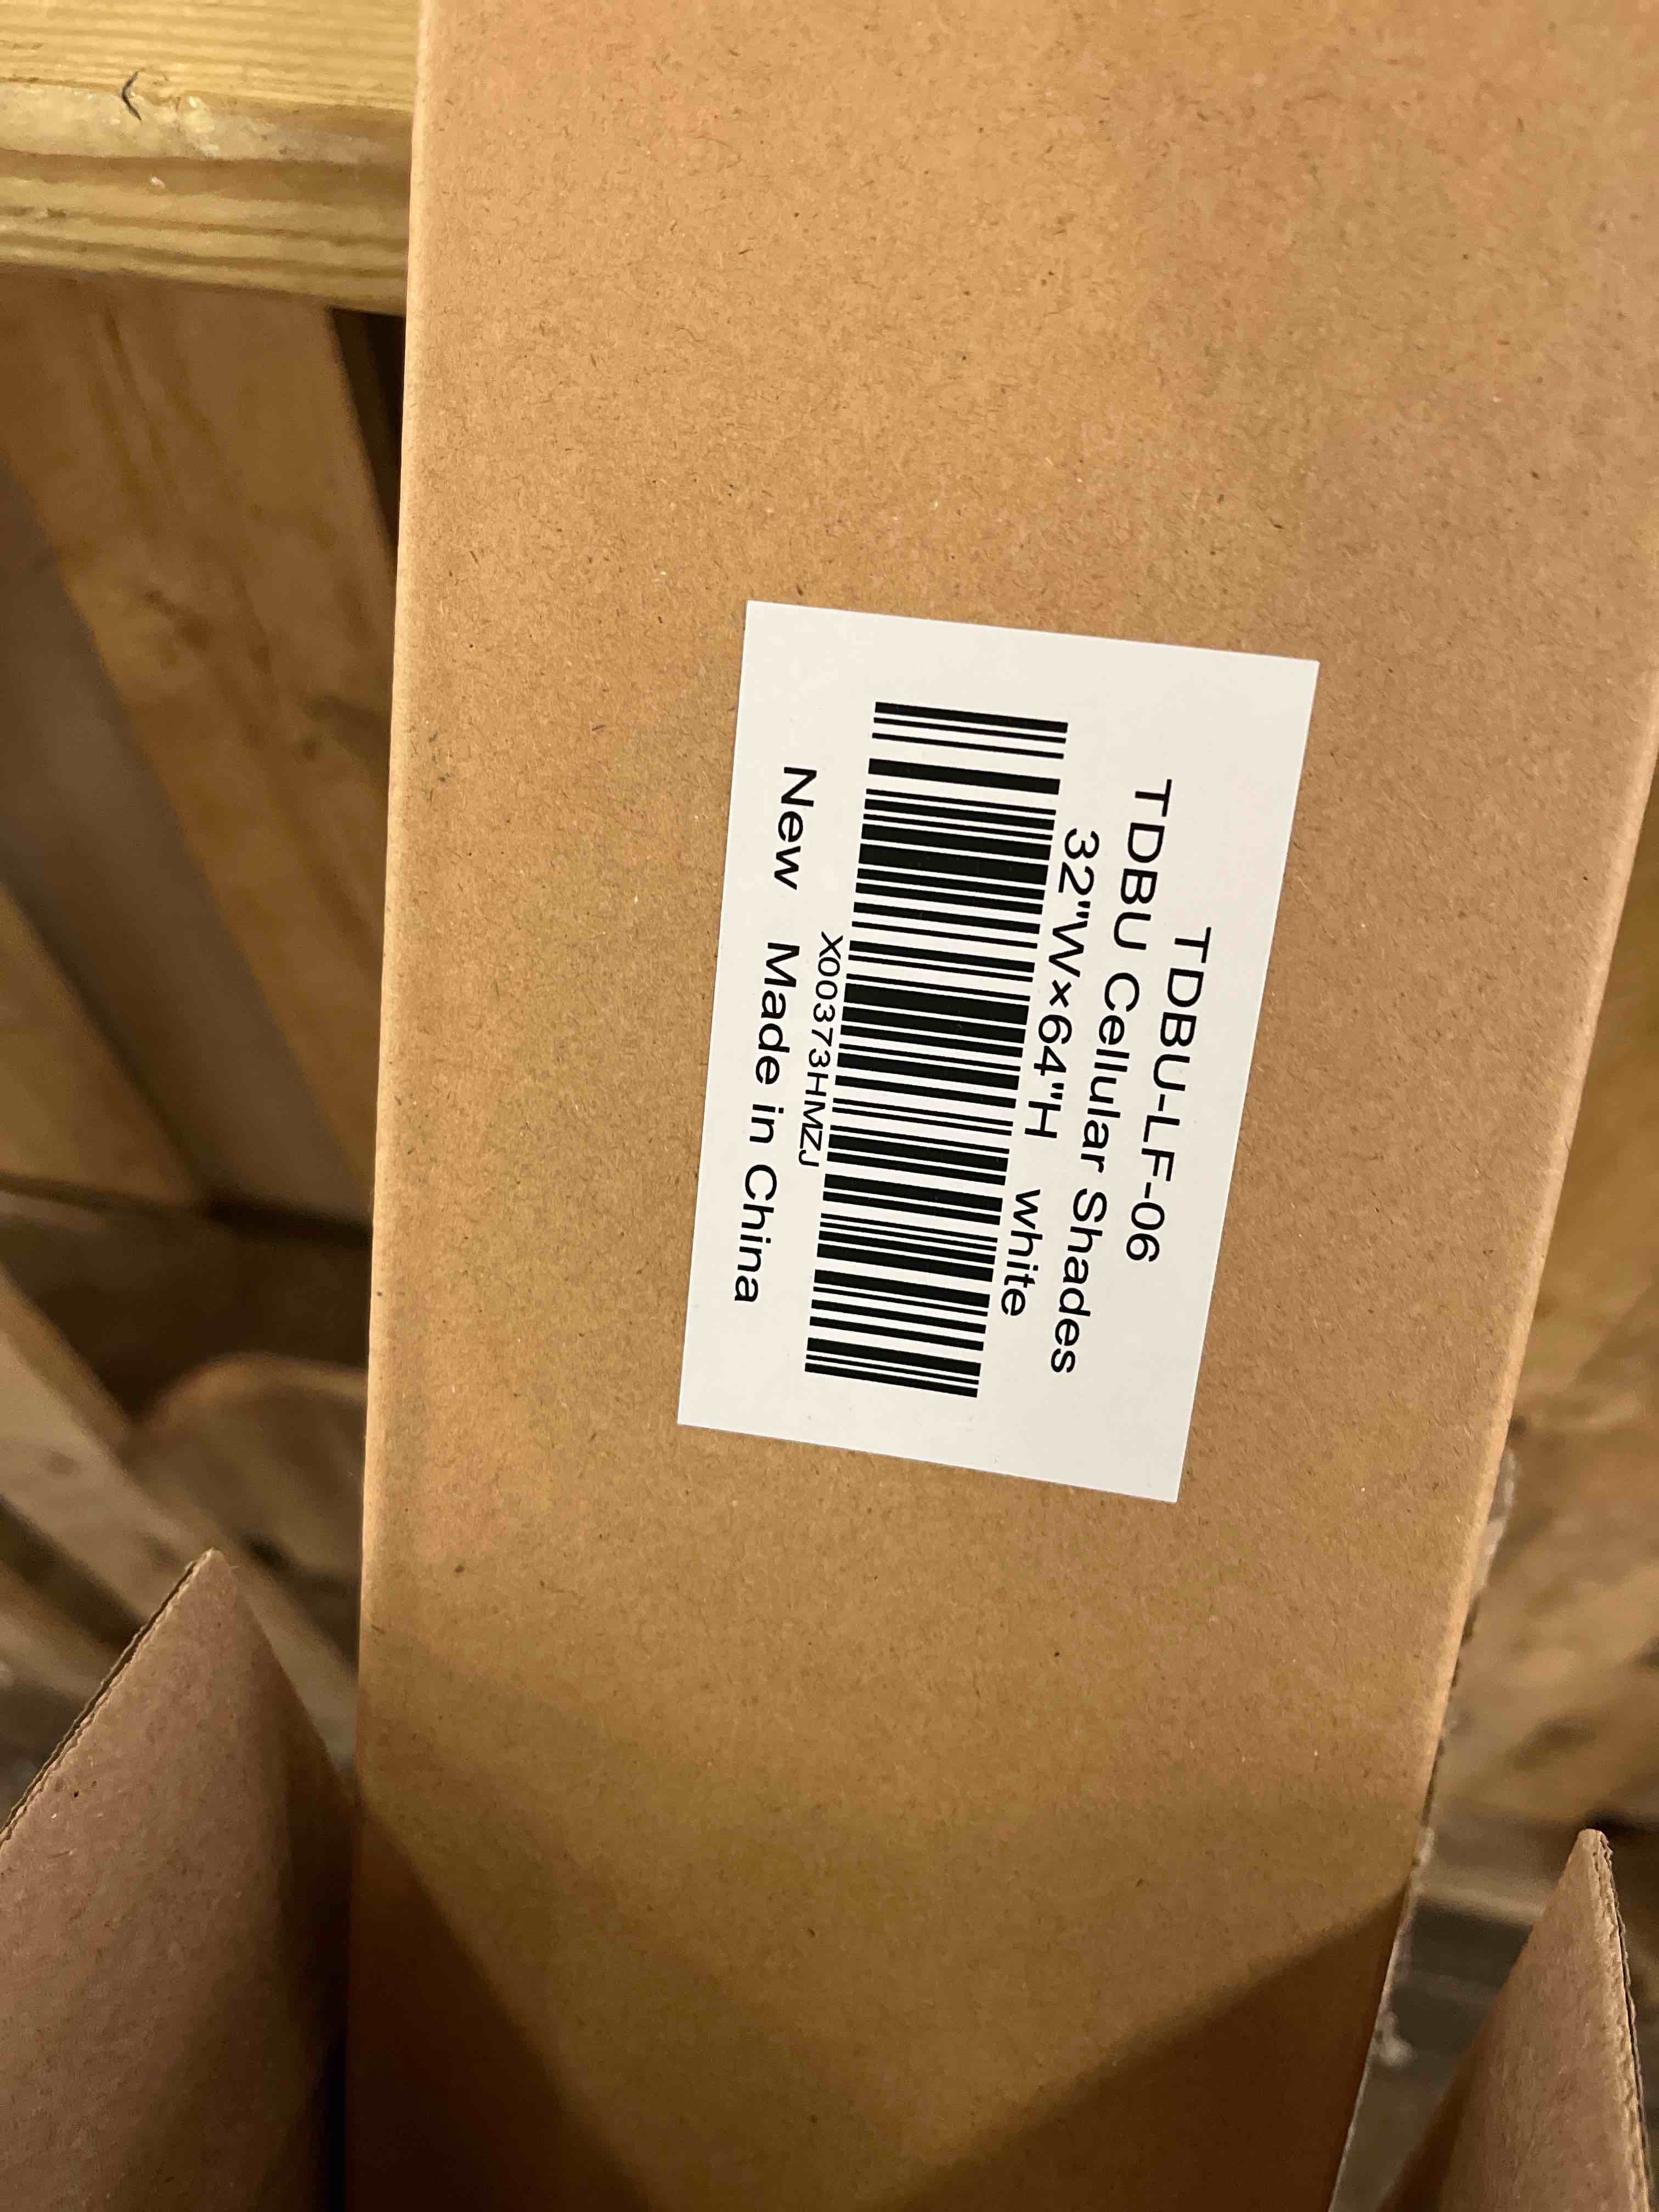 TDBU-LF-06
TDBU Cellular Shades
32"W×64"H White
X00373HMZJ
New Made in China